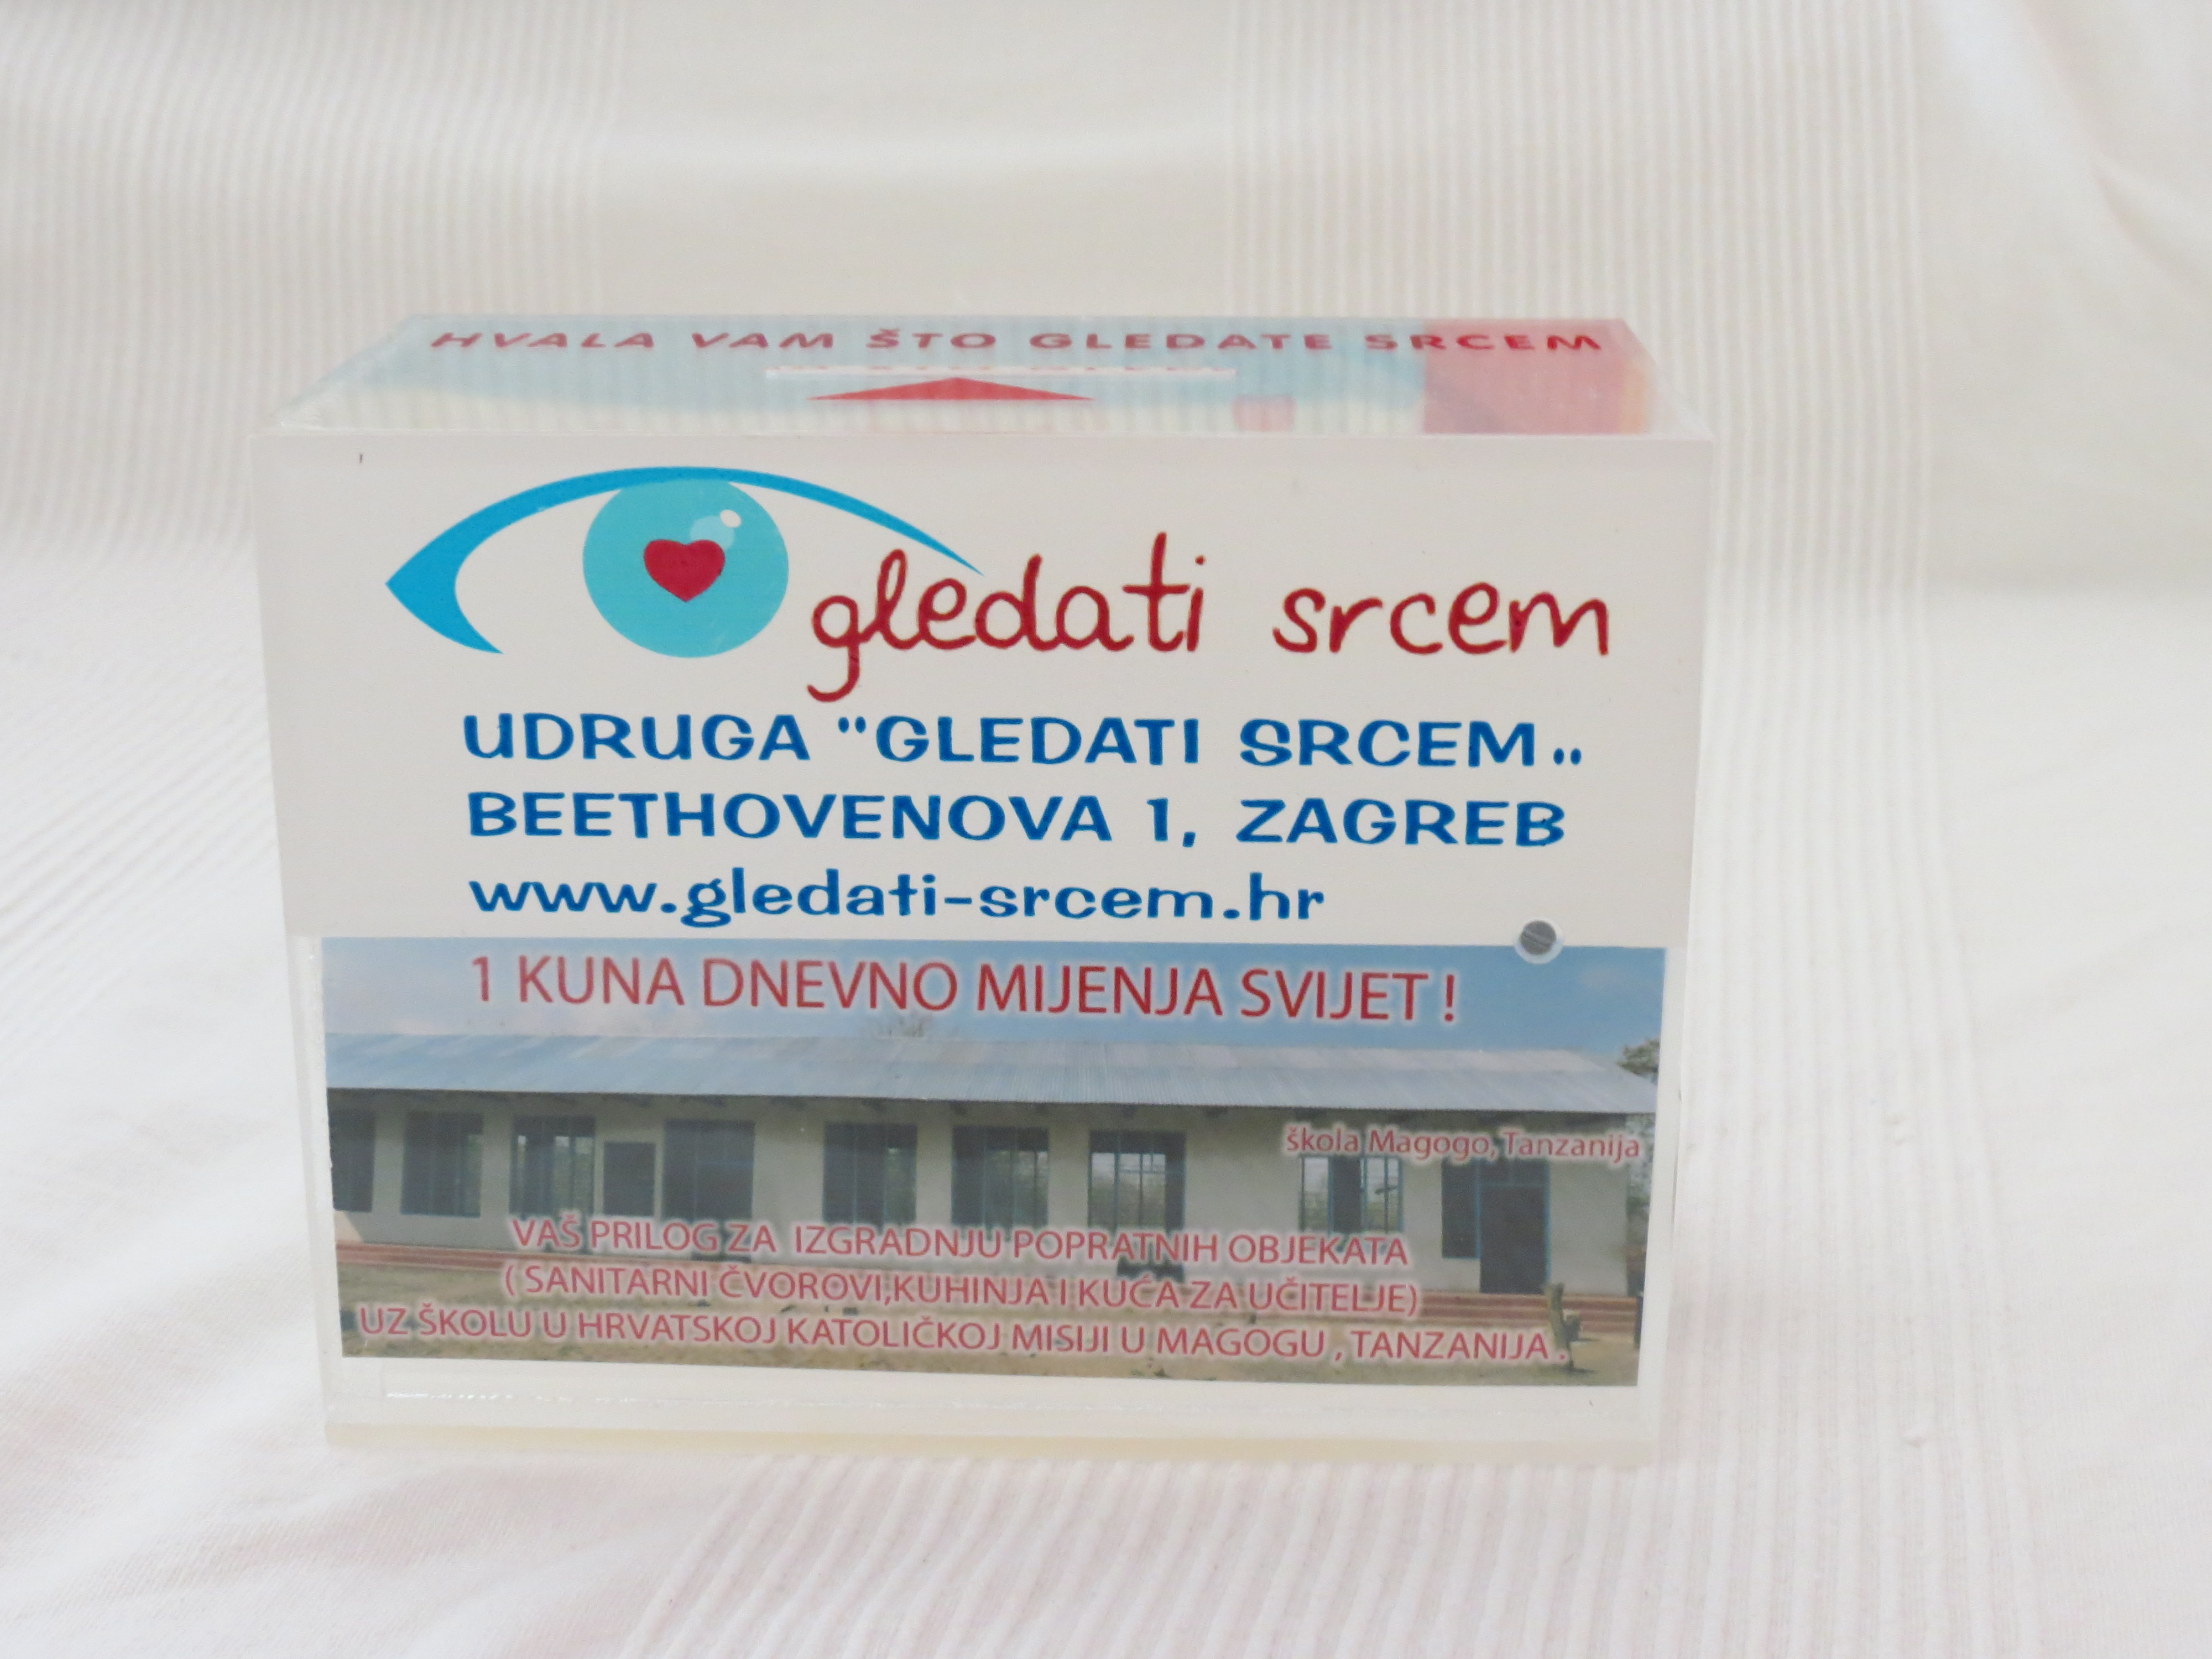 HVALA VAM ŠTO GLEDATE SRCEM
gledati srcem
UDRUGA "GLEDATI SRCEM„
BEETHOVENOVA 1, ZAGREB
www.gledati-srcem.hr
1 KUNA DNEVNO MIJENJA SVIJET !
škola Magogo, Tanzanija
VAŠ PRILOG ZA IZGRADNJU POPRATNIH OBJEKATA
( SANITARNI ČVOROVI,KUHINJA I KUĆA ZA UČITELJE)
UZ ŠKOLU U HRVATSKOJ KATOLIČKOJ MISIJI U MAGOGU , TANZANIJA .